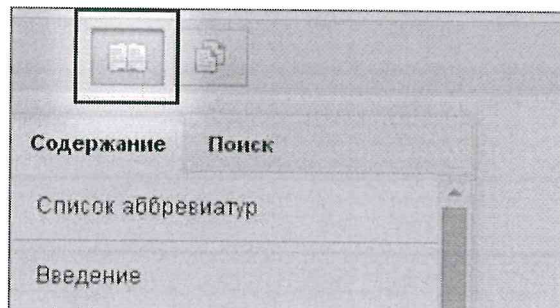 Содержание Поиск
Список аббревиатур
Введение